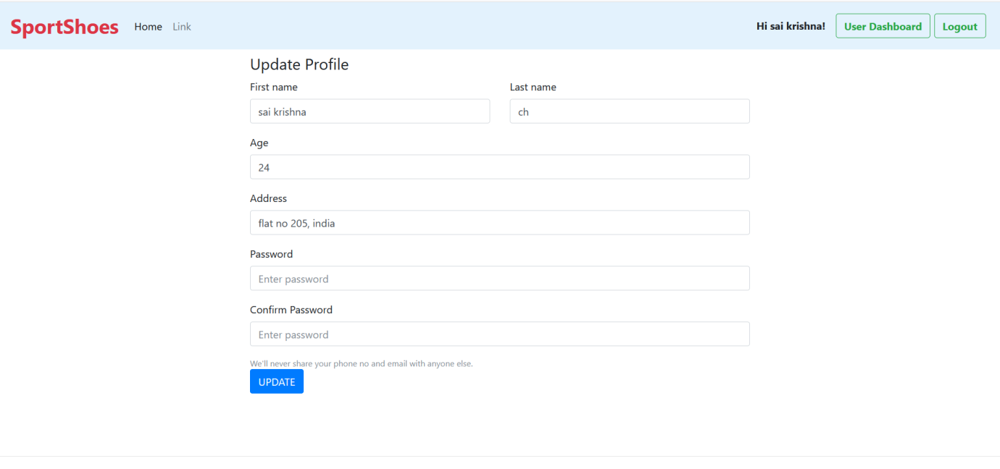 SportShoes Home Link Hi sai krishna! User Dashboard Logout
Update Profile
First name Last name
sai krishna ch
Age
24
Address
flat no 205, india
Password
Enter password
Confirm Password
Enter password
We'll never share your phone no and email with anyone else.
UPDATE